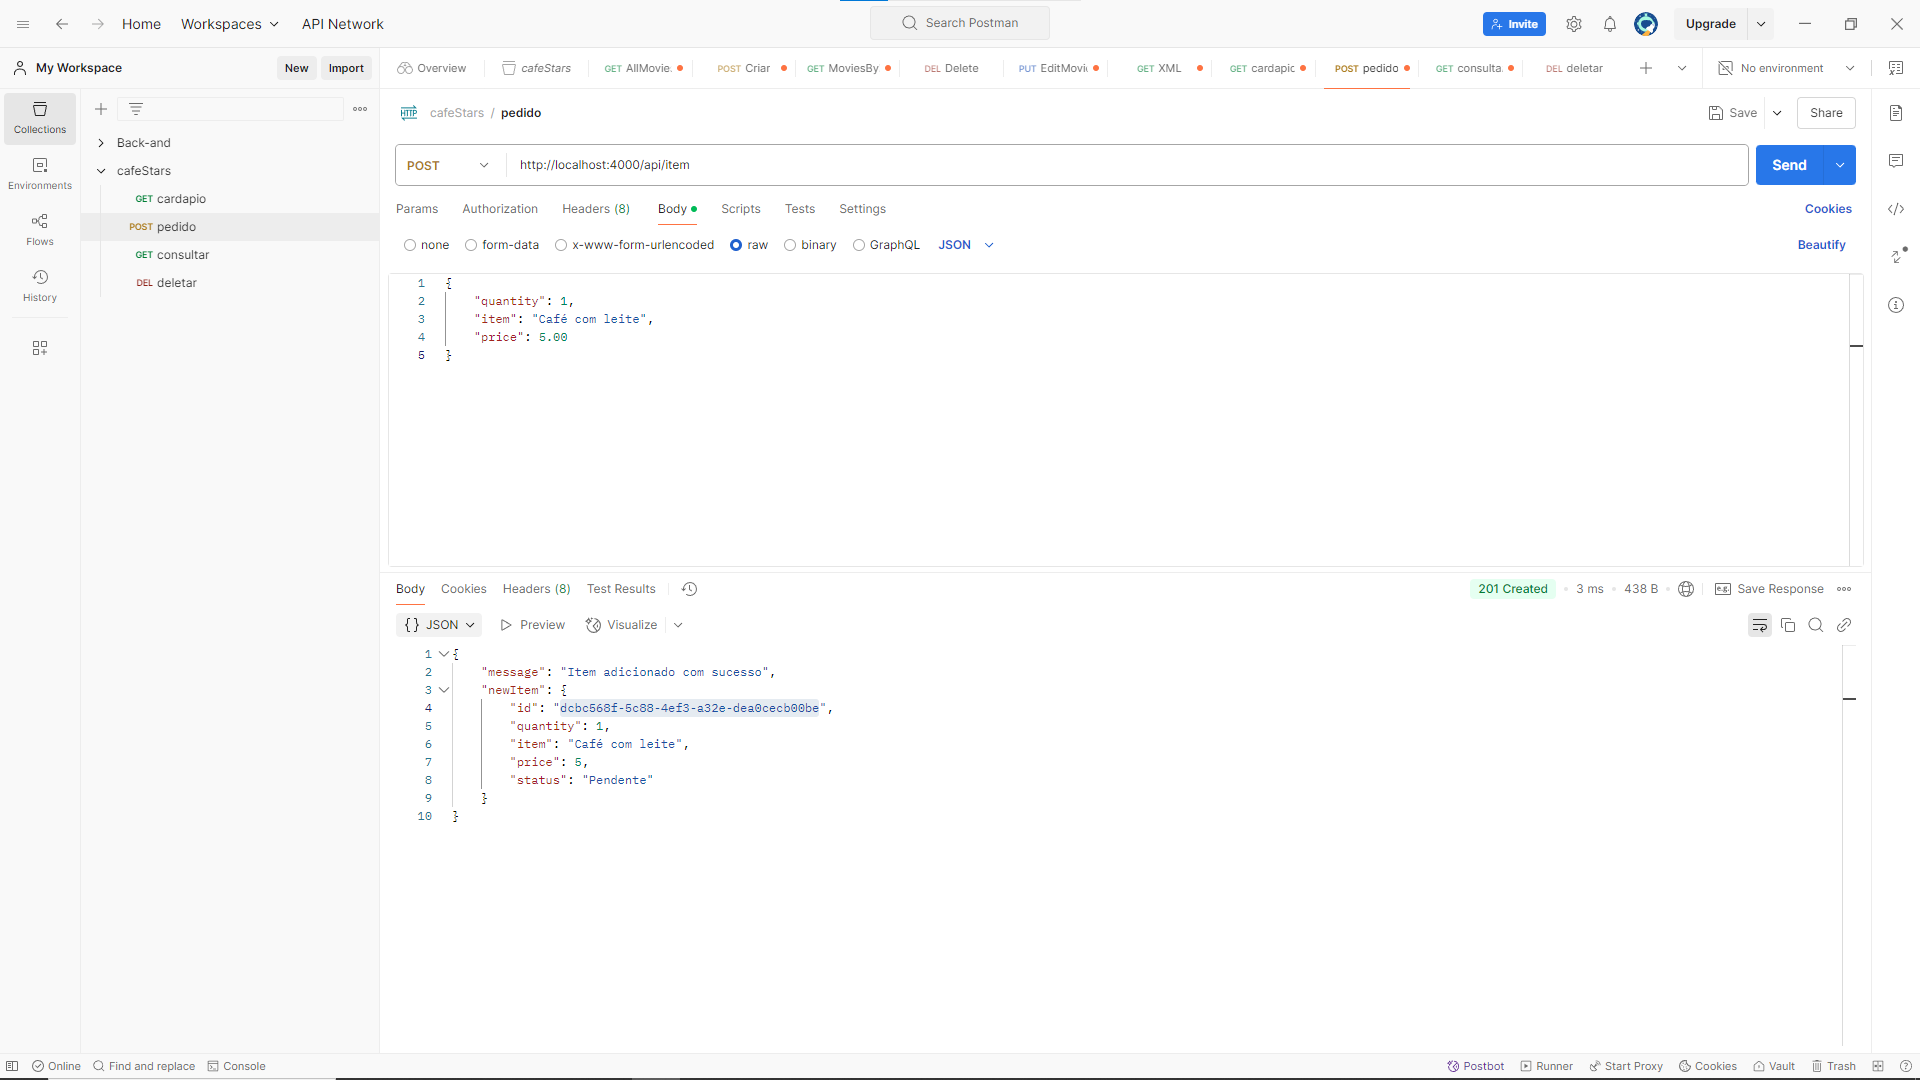 Home Workspaces API Network Search Postman Invite Upgrade
My Workspace New Import Overview cafeStars GET AllMovie POST Criar GET MoviesBy DEL Delete PUT EditMovi GET XML GET cardapic POST pedido GET consulta DEL deletar No environment
Collections
Environments
Flows
History
Back-and
cafeStars
GET cardapio
POST pedido
GET consultar
DEL deletar
HTTP cafeStars / pedido Save Share
POST http://localhost:4000/api/item Send
Params Authorization Headers (8) Body Scripts Tests Settings Cookies
none form-data x-www-form-urlencoded raw binary GraphQL JSON Beautify
1 {
2 "quantity": 1,
3 "item": "Café com leite",
4 "price": 5.00
5 }
Body Cookies Headers (8) Test Results 201 Created 3 ms 438 B e.g. Save Response
{} JSON Preview Visualize
1 {
2 "message": "Item adicionado com sucesso",
3 "newItem": {
4 "id": "dcbc568f-5c88-4ef3-a32e-dea0cecb00be",
5 "quantity": 1,
6 "item": "Café com leite",
7 "price": 5,
8 "status": "Pendente"
9 }
10 }
Online Find and replace Console Postbot Runner Start Proxy Cookies Vault Trash